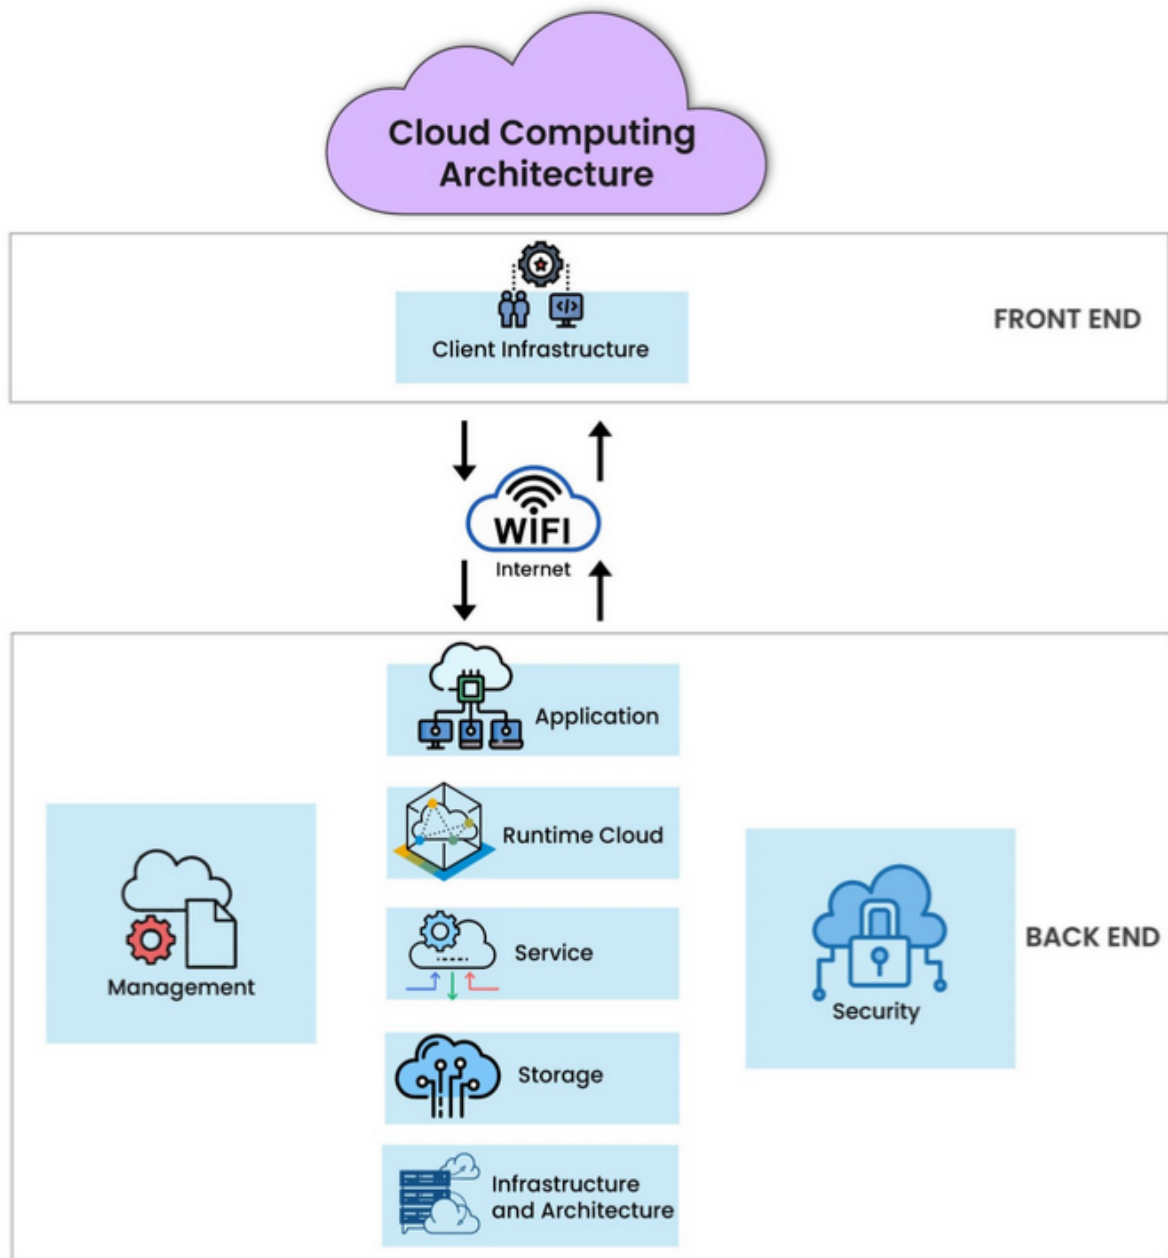 Cloud Computing
Architecture
Client Infrastructure
FRONT END
WiFi
Internet
Application
Runtime Cloud
Service
Storage
Infrastructure
and Architecture
Management
Security
BACK END